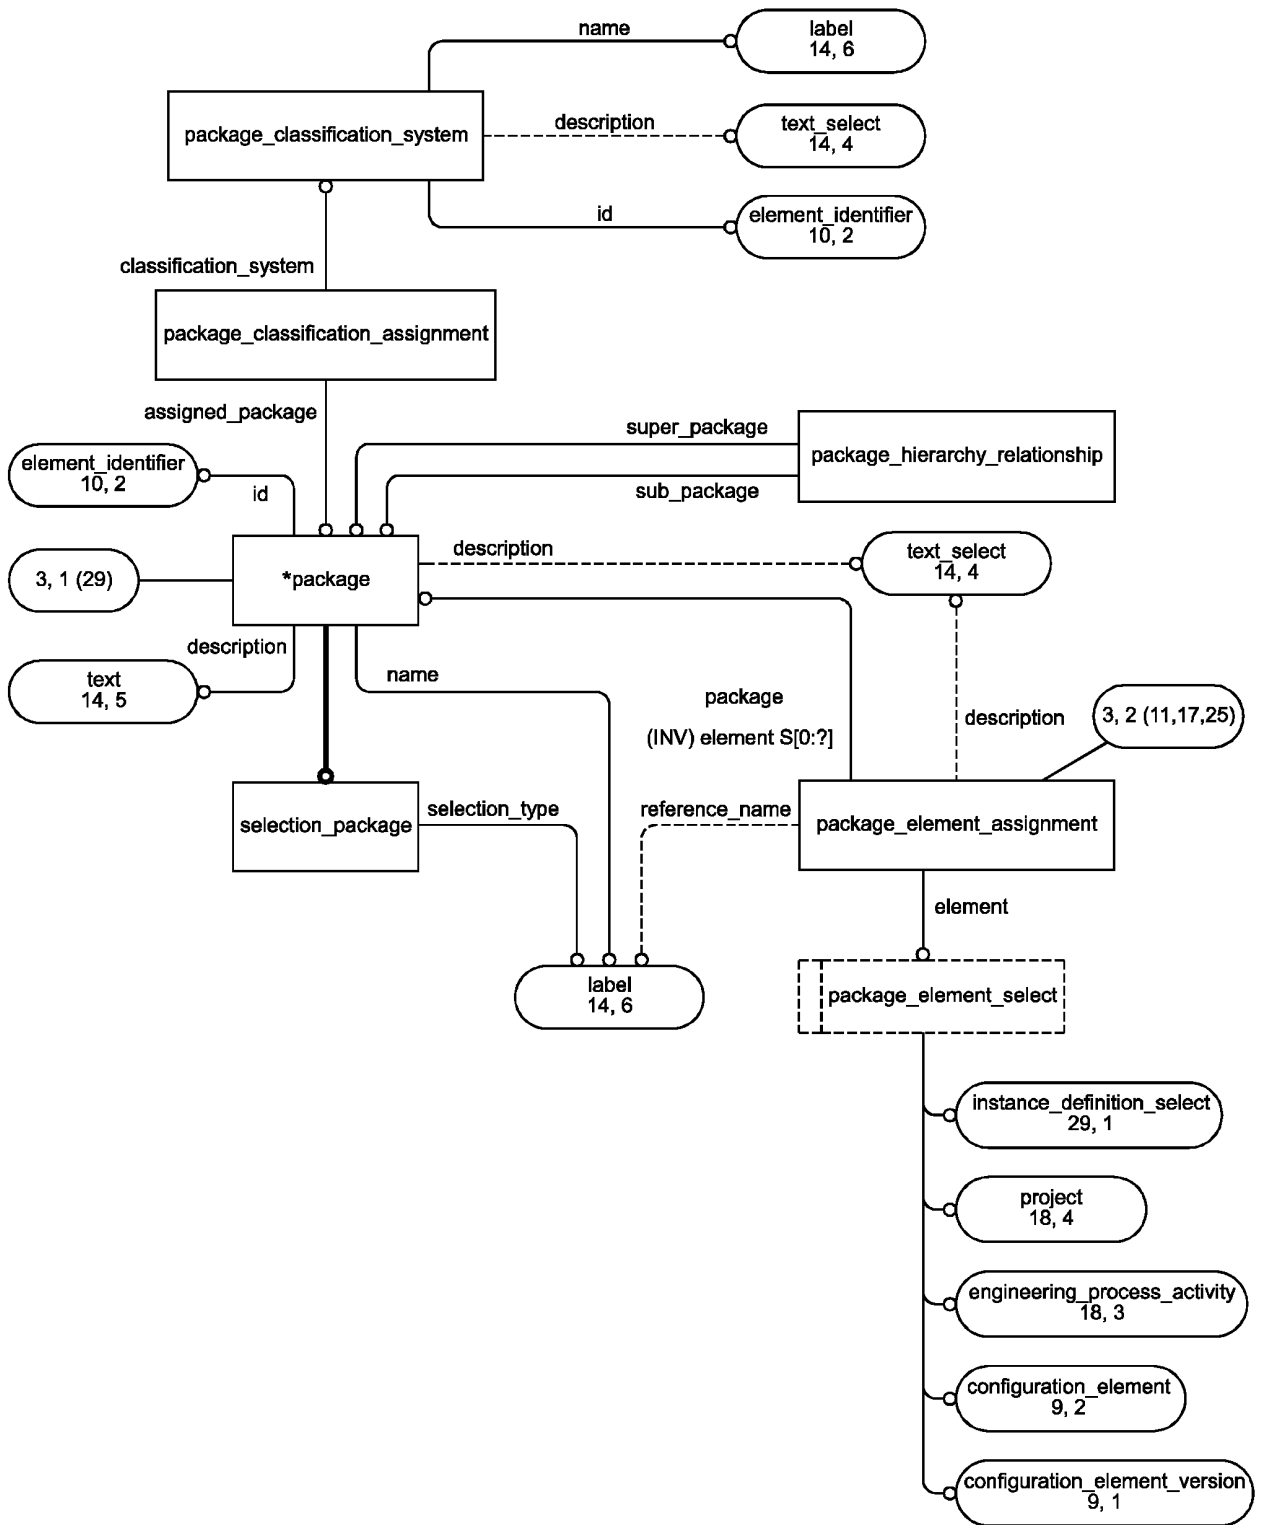 name
label
14, 6
package_classification_system
description
text_select
14, 4
id
element_identifier
10, 2
classification_system
package_classification_assignment
assigned_package
super_package
package_hierarchy_relationship
sub_package
element_identifier
10, 2
id
description
text_select
14, 4
3, 1 (29)
*package
description
text
14, 5
name
package
(INV) element S[0:?]
description
3, 2 (11,17,25)
selection_package
selection_type
reference_name
package_element_assignment
element
label
14, 6
package_element_select
instance_definition_select
29, 1
project
18, 4
engineering_process_activity
18, 3
configuration_element
9, 2
configuration_element_version
9, 1